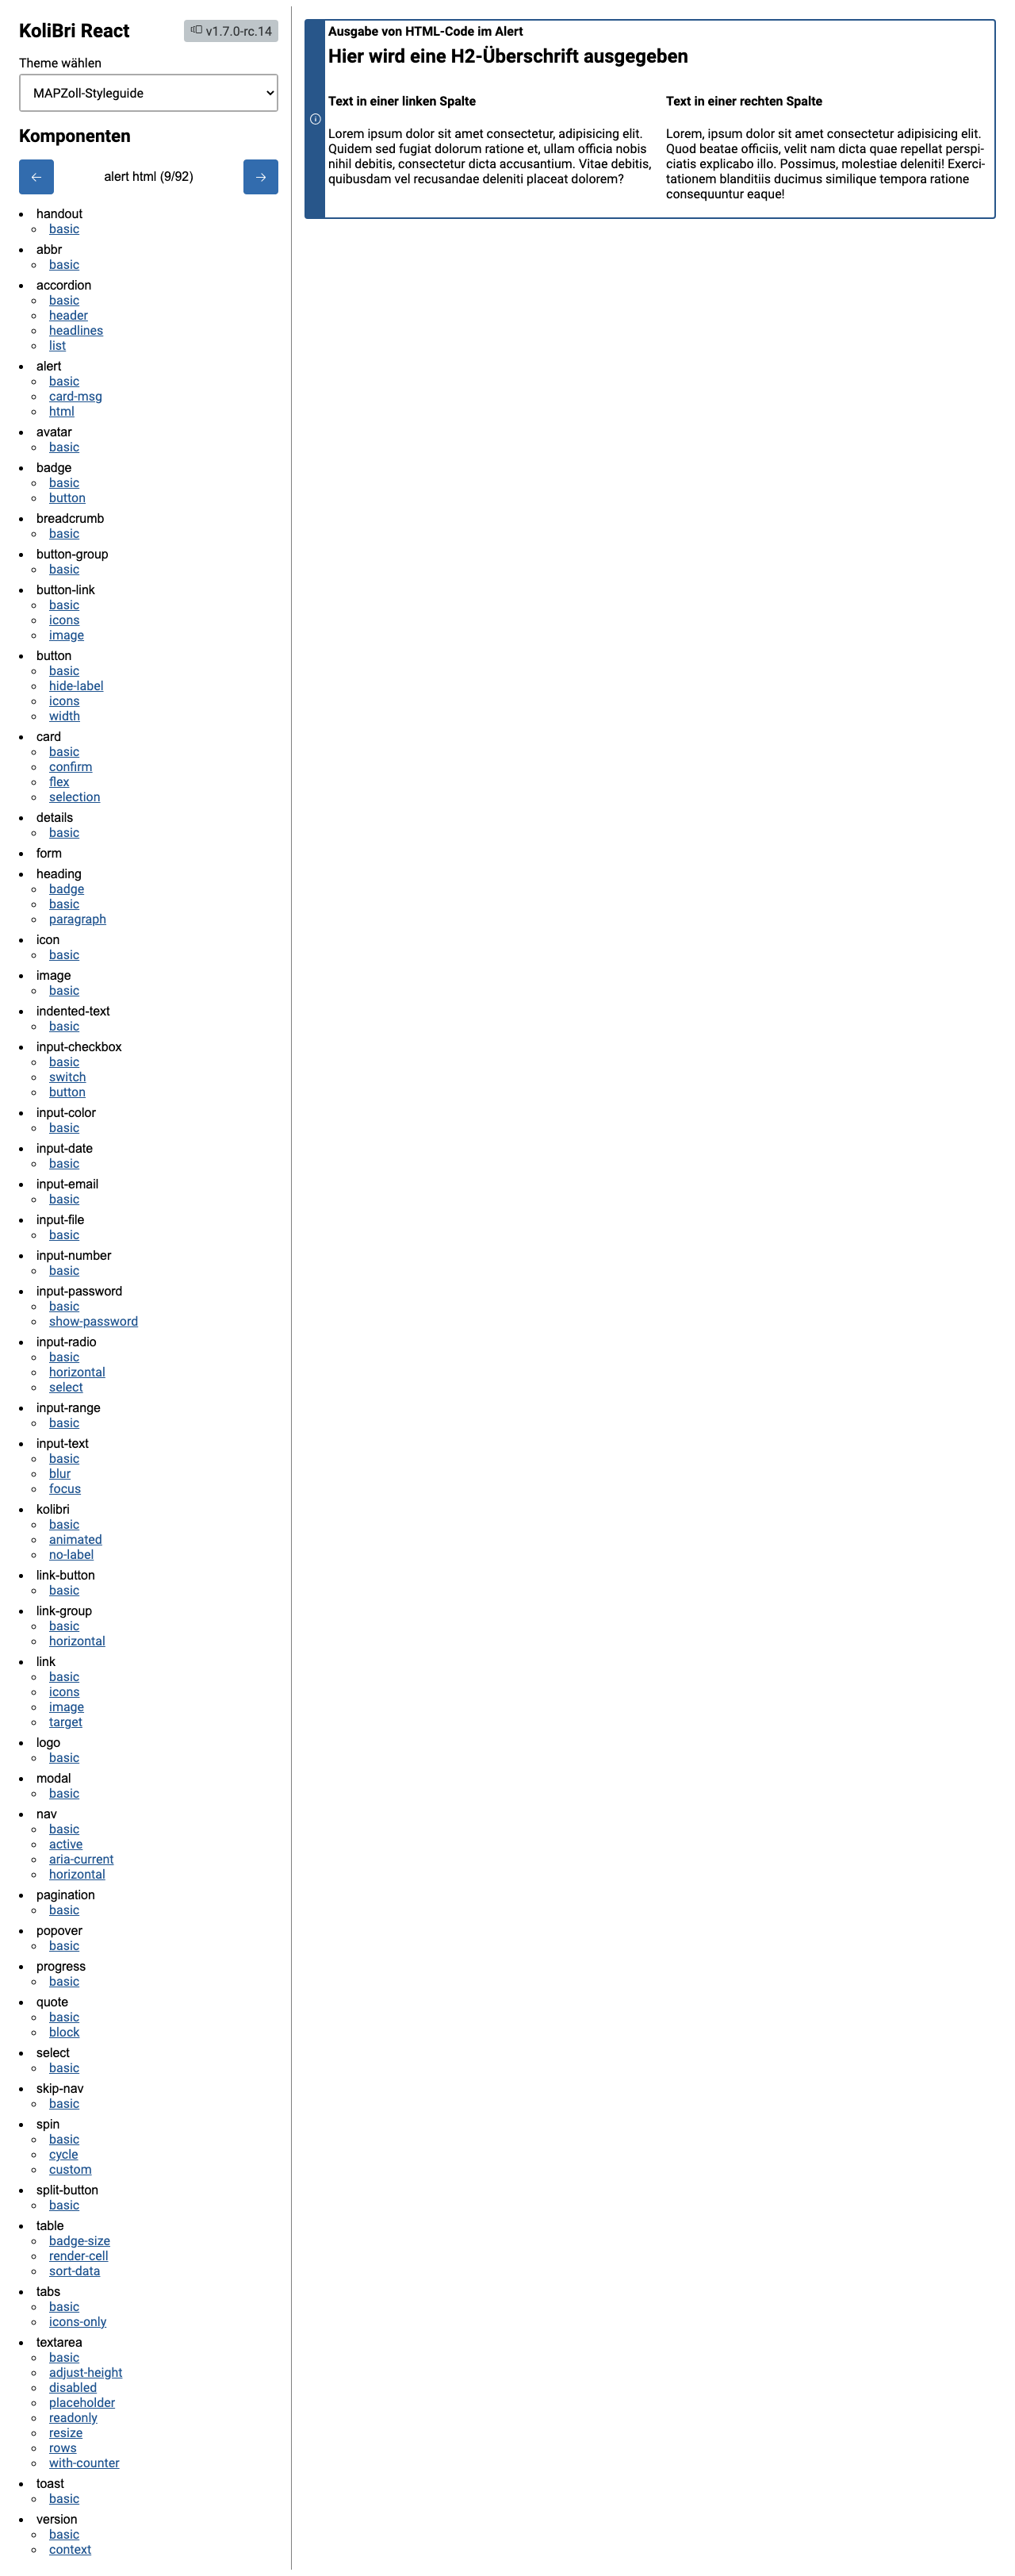 KoliBri React
v1.7.0-rc.14
Theme wählen
MAPZoll-Styleguide
Komponenten
alert html (9/92)
handout
basic
abbr
basic
accordion
basic
header
headlines
list
alert
basic
card-msg
html
avatar
basic
badge
basic
button
breadcrumb
basic
button-group
basic
button-link
basic
icons
image
button
basic
hide-label
icons
width
card
basic
confirm
flex
selection
details
basic
form
heading
badge
basic
paragraph
icon
basic
image
basic
indented-text
basic
input-checkbox
basic
switch
button
input-color
basic
input-date
basic
input-email
basic
input-file
basic
input-number
basic
input-password
basic
show-password
input-radio
basic
horizontal
select
input-range
basic
input-text
basic
blur
focus
kolibri
basic
animated
no-label
link-button
basic
link-group
basic
horizontal
link
basic
icons
image
target
logo
basic
modal
basic
nav
basic
active
aria-current
horizontal
pagination
basic
popover
basic
progress
basic
quote
basic
block
select
basic
skip-nav
basic
spin
basic
cycle
custom
split-button
basic
table
badge-size
render-cell
sort-data
tabs
basic
icons-only
textarea
basic
adjust-height
disabled
placeholder
readonly
resize
rows
with-counter
toast
basic
version
basic
context
Ausgabe von HTML-Code im Alert
Hier wird eine H2-Überschrift ausgegeben
Text in einer linken Spalte
Lorem ipsum dolor sit amet consectetur, adipisicing elit.
Quidem sed fugiat dolorum ratione et, ullam officia nobis
nihil debitis, consectetur dicta accusantium. Vitae debitis,
quibusdam vel recusandae deleniti placeat dolorem?
Text in einer rechten Spalte
Lorem, ipsum dolor sit amet consectetur adipisicing elit.
Quod beatae officiis, velit nam dicta quae repellat perspi-
ciatis explicabo illo. Possimus, molestiae deleniti! Exerci-
tationem blanditiis ducimus similique tempora ratione
consequuntur eaque!